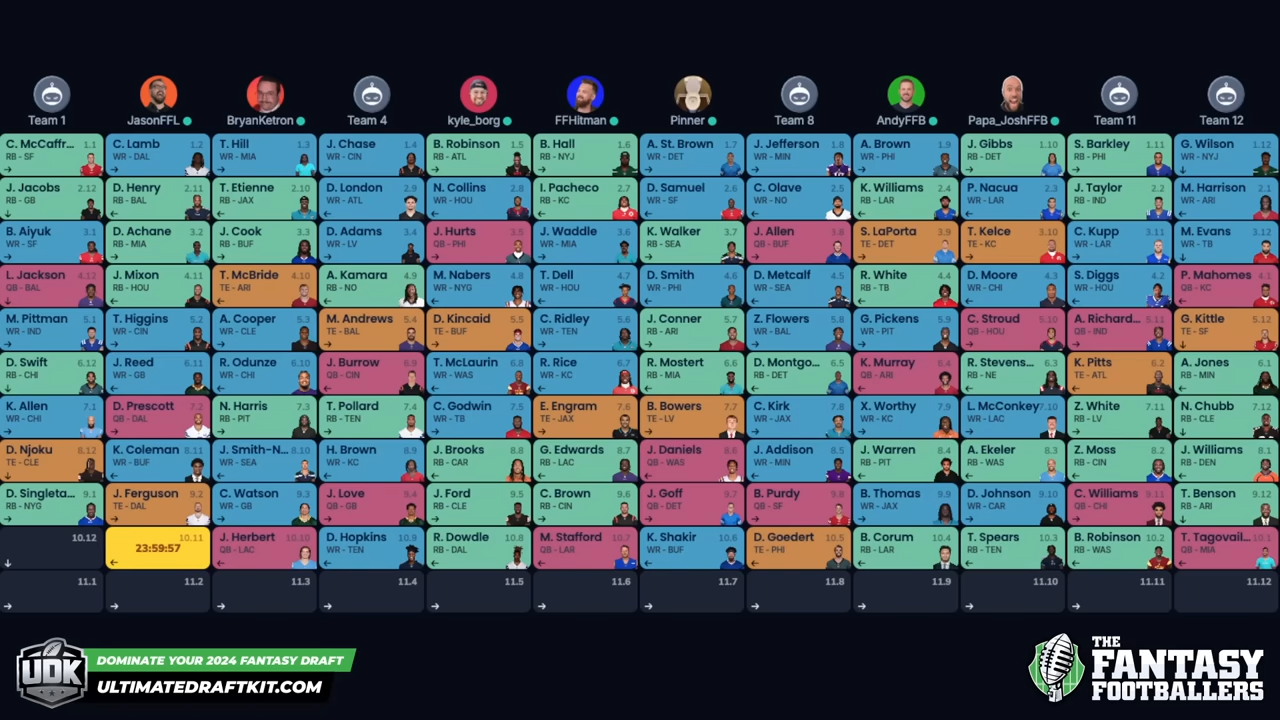 Team 1 JasonFFL BryanKetron Team 4 kyle_borg FFHitman Pinner Team 8 AndyFFB Papa_JoshFFB Team 11 Team 12
C. McCaffr... 1.1 C. Lamb 1.2 T. Hill 1.3 J. Chase 1.4 B. Robinson 1.5 B. Hall 1.6 A. St. Brown 1.7 J. Jefferson 1.8 A. Brown 1.9 J. Gibbs 1.10 S. Barkley 1.11 G. Wilson 1.12
RB - SF WR - DAL WR - MIA WR - CIN RB - ATL RB - NYJ WR - DET WR - MIN WR - PHI RB - DET RB - PHI WR - NYJ
J. Jacobs 2.12 D. Henry 2.11 T. Etienne 2.10 D. London 2.9 N. Collins 2.8 I. Pacheco 2.7 D. Samuel 2.6 C. Olave 2.5 K. Williams 2.4 P. Nacua 2.3 J. Taylor 2.2 M. Harrison 2.1
RB - GB RB - BAL RB - JAX WR - ATL WR - HOU RB - KC WR - SF WR - NO RB - LAR WR - LAR RB - IND WR - ARI
B. Aiyuk 3.1 D. Achane 3.2 J. Cook 3.3 D. Adams 3.4 J. Hurts 3.5 J. Waddle 3.6 K. Walker 3.7 J. Allen 3.8 S. LaPorta 3.9 T. Kelce 3.10 C. Kupp 3.11 M. Evans 3.12
WR - SF RB - MIA RB - BUF WR - LV QB - PHI WR - MIA RB - SEA QB - BUF TE - DET TE - KC WR - LAR WR - TB
L. Jackson 4.12 J. Mixon 4.11 T. McBride 4.10 A. Kamara 4.9 M. Nabers 4.8 T. Dell 4.7 D. Smith 4.6 D. Metcalf 4.5 R. White 4.4 D. Moore 4.3 S. Diggs 4.2 P. Mahomes 4.1
QB - BAL RB - HOU TE - ARI RB - NO WR - NYG WR - HOU WR - PHI WR - SEA RB - TB WR - CHI WR - HOU QB - KC
M. Pittman 5.1 T. Higgins 5.2 A. Cooper 5.3 M. Andrews 5.4 D. Kincaid 5.5 C. Ridley 5.6 J. Conner 5.7 Z. Flowers 5.8 G. Pickens 5.9 C. Stroud 5.10 A. Richard... 5.11 G. Kittle 5.12
WR - IND WR - CIN WR - CLE TE - BAL TE - BUF WR - TEN RB - ARI WR - BAL WR - PIT QB - HOU QB - IND TE - SF
D. Swift 6.12 J. Reed 6.11 R. Odunze 6.10 J. Burrow 6.9 T. McLaurin 6.8 R. Rice 6.7 R. Mostert 6.6 D. Montgo... 6.5 K. Murray 6.4 R. Stevens... 6.3 K. Pitts 6.2 A. Jones 6.1
RB - CHI WR - GB WR - CHI QB - CIN WR - WAS WR - KC RB - MIA RB - DET QB - ARI RB - NE TE - ATL RB - MIN
K. Allen 7.1 D. Prescott 7.2 N. Harris 7.3 T. Pollard 7.4 C. Godwin 7.5 E. Engram 7.6 B. Bowers 7.7 C. Kirk 7.8 X. Worthy 7.9 L. McConkey 7.10 Z. White 7.11 N. Chubb 7.12
WR - CHI QB - DAL RB - PIT RB - TEN WR - TB TE - JAX TE - LV WR - JAX WR - KC WR - LAC RB - LV RB - CLE
D. Njoku 8.12 K. Coleman 8.11 J. Smith-N... 8.10 H. Brown 8.9 J. Brooks 8.8 G. Edwards 8.7 J. Daniels 8.6 J. Addison 8.5 J. Warren 8.4 A. Ekeler 8.3 Z. Moss 8.2 J. Williams 8.1
TE - CLE WR - BUF WR - SEA WR - KC RB - CAR RB - LAC QB - WAS WR - MIN RB - PIT RB - WAS RB - CIN RB - DEN
D. Singleta... 9.1 J. Ferguson 9.2 C. Watson 9.3 J. Love 9.4 J. Ford 9.5 C. Brown 9.6 J. Goff 9.7 B. Purdy 9.8 B. Thomas 9.9 D. Johnson 9.10 C. Williams 9.11 T. Benson 9.12
RB - NYG TE - DAL WR - GB QB - GB RB - CLE RB - CIN QB - DET QB - SF WR - JAX WR - CAR QB - CHI RB - ARI
10.12 10.11 J. Herbert 10.10 D. Hopkins 10.9 R. Dowdle 10.8 M. Stafford 10.7 K. Shakir 10.6 D. Goedert 10.5 B. Corum 10.4 T. Spears 10.3 B. Robinson 10.2 T. Tagovail... 10.1
23:59:57 QB - LAC WR - TEN RB - DAL QB - LAR WR - BUF TE - PHI RB - LAR RB - TEN RB - WAS QB - MIA
11.1 11.2 11.3 11.4 11.5 11.6 11.7 11.8 11.9 11.10 11.11 11.12
UDK
DOMINATE YOUR 2024 FANTASY DRAFT
ULTIMATEDRAFTKIT.COM
THE
FANTASY
FOOTBALLERS